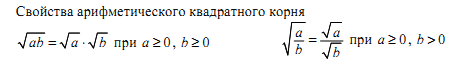 Свойства арифметического квадратного корня
√ab = √a · √b при a ≥ 0, b ≥ 0
√(a/b) = √a/√b при a ≥ 0, b > 0